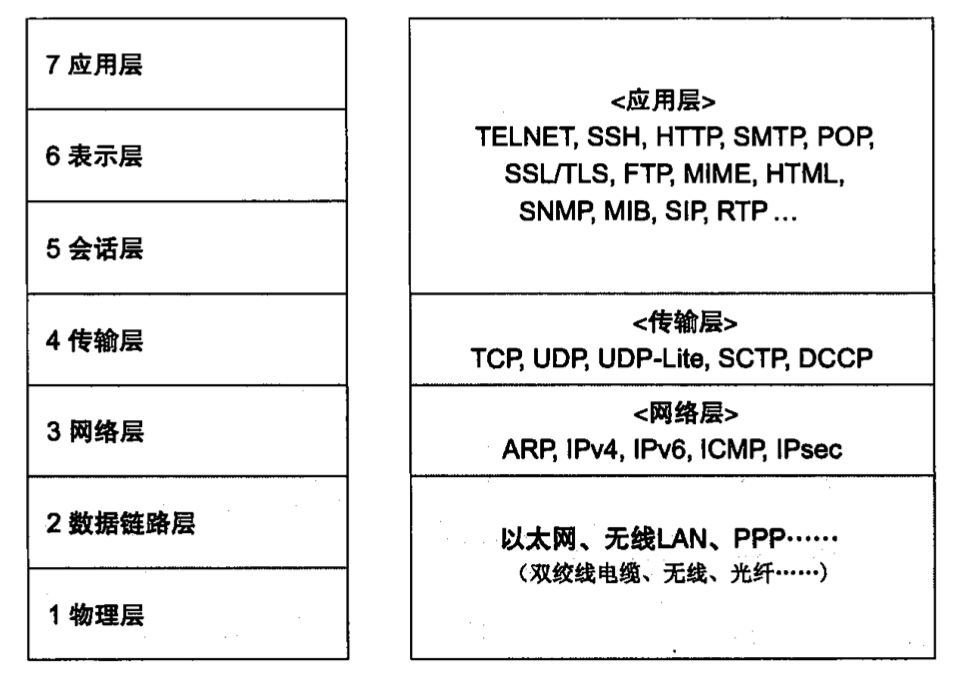 7 应用层
6 表示层
5 会话层
4 传输层
3 网络层
2 数据链路层
1 物理层
<应用层>
TELNET, SSH, HTTP, SMTP, POP,
SSL/TLS, FTP, MIME, HTML,
SNMP, MIB, SIP, RTP ...
<传输层>
TCP, UDP, UDP-Lite, SCTP, DCCP
<网络层>
ARP, IPv4, IPv6, ICMP, IPsec
以太网、无线LAN、PPP……
（双绞线电缆、无线、光纤……）